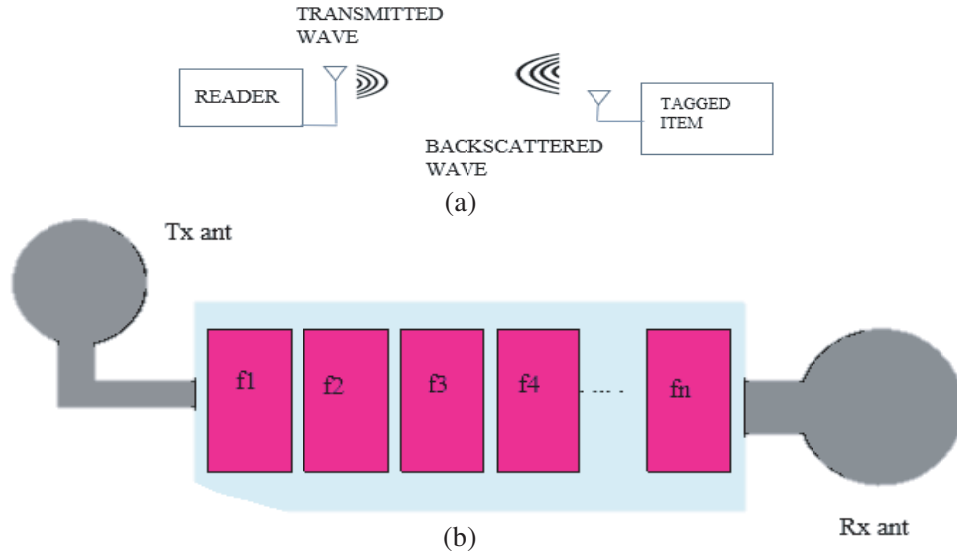 TRANSMITTED
WAVE
READER
TAGGED
ITEM
BACKSCATTERED
WAVE
(a)
Tx ant
f1
f2
f3
f4
----
fn
Rx ant
(b)